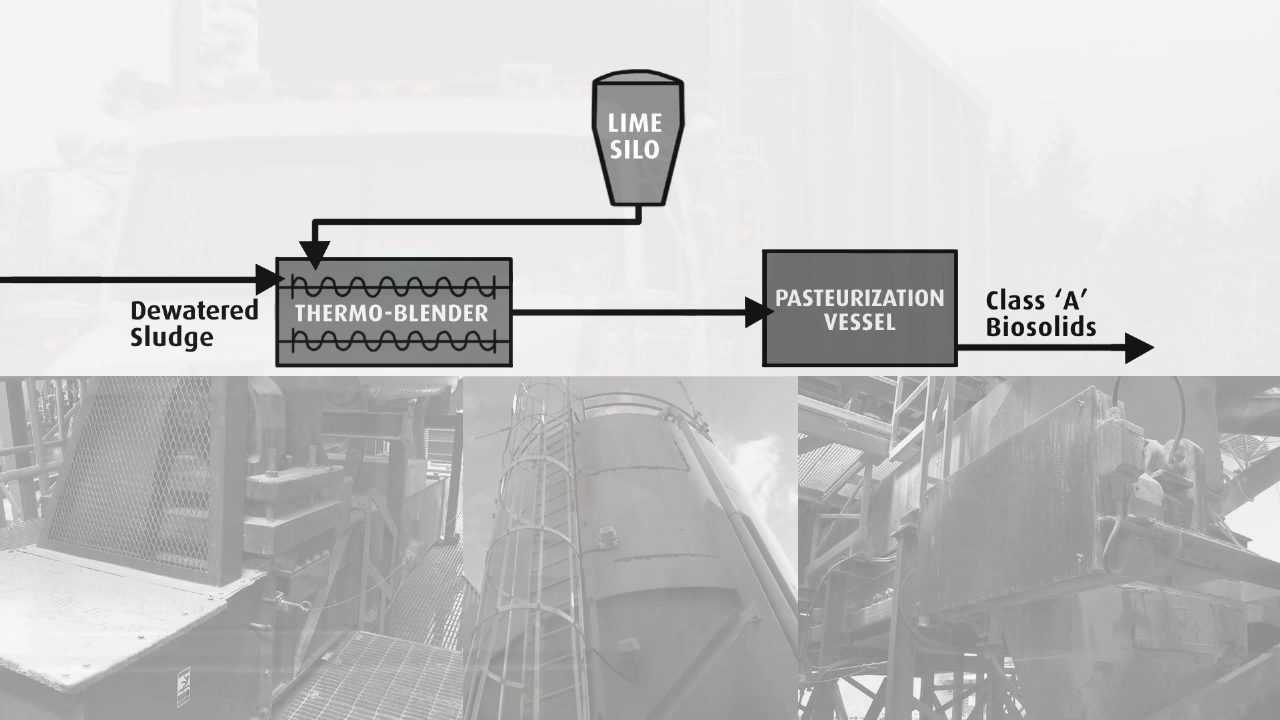 LIME
SILO
Dewatered
Sludge
THERMO-BLENDER
PASTEURIZATION
VESSEL
Class ‘A’
Biosolids